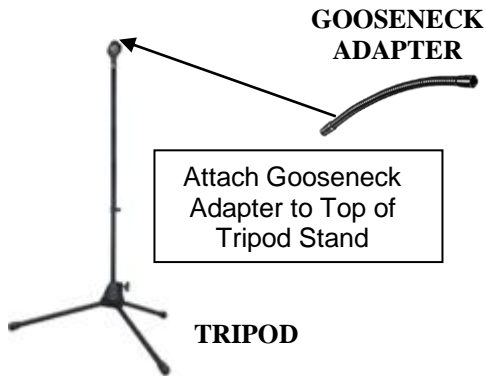 GOOSENECK
ADAPTER
Attach Gooseneck
Adapter to Top of
Tripod Stand
TRIPOD